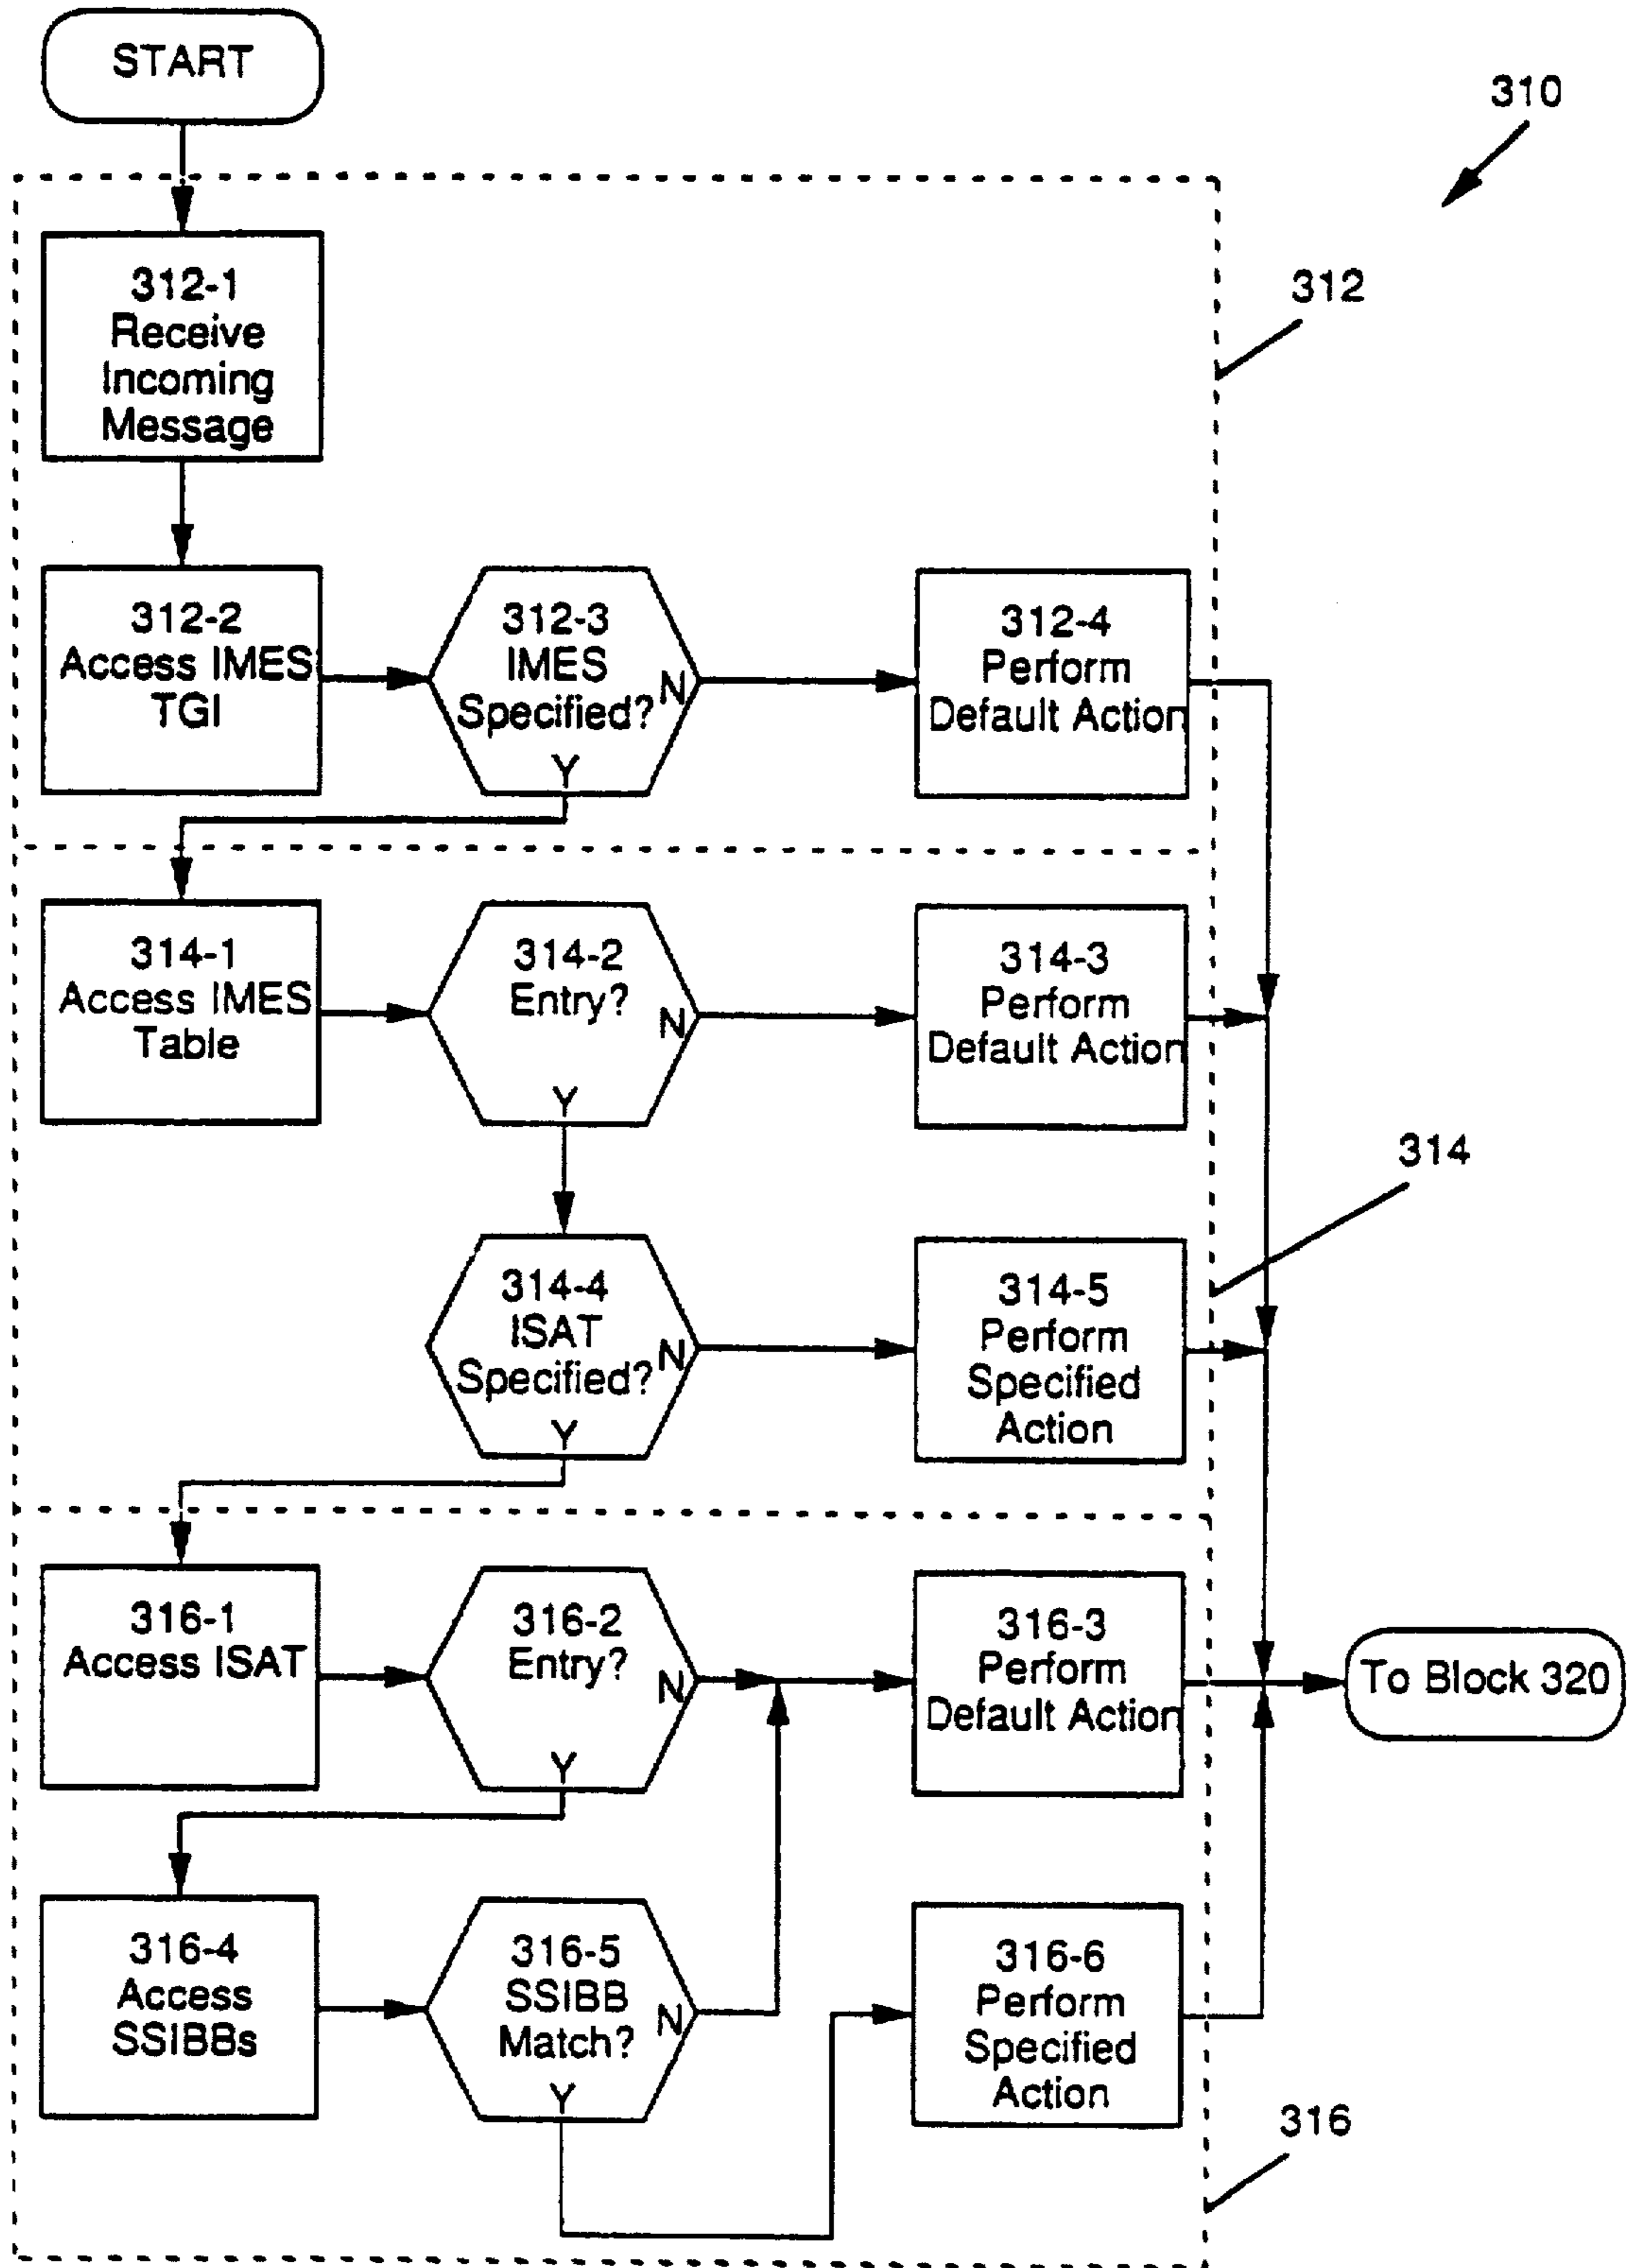 START
310
312
312-1
Receive
Incoming
Message
312-2
Access IMES
TGI
312-3
IMES
Specified?
N
Y
312-4
Perform
Default Action
314-1
Access IMES
Table
314-2
Entry?
N
Y
314-3
Perform
Default Action
314
314-4
ISAT
Specified?
N
Y
314-5
Perform
Specified
Action
316-1
Access ISAT
316-2
Entry?
N
Y
316-3
Perform
Default Action
To Block 320
316-4
Access
SSIBBs
316-5
SSIBB
Match?
N
Y
316-6
Perform
Specified
Action
316